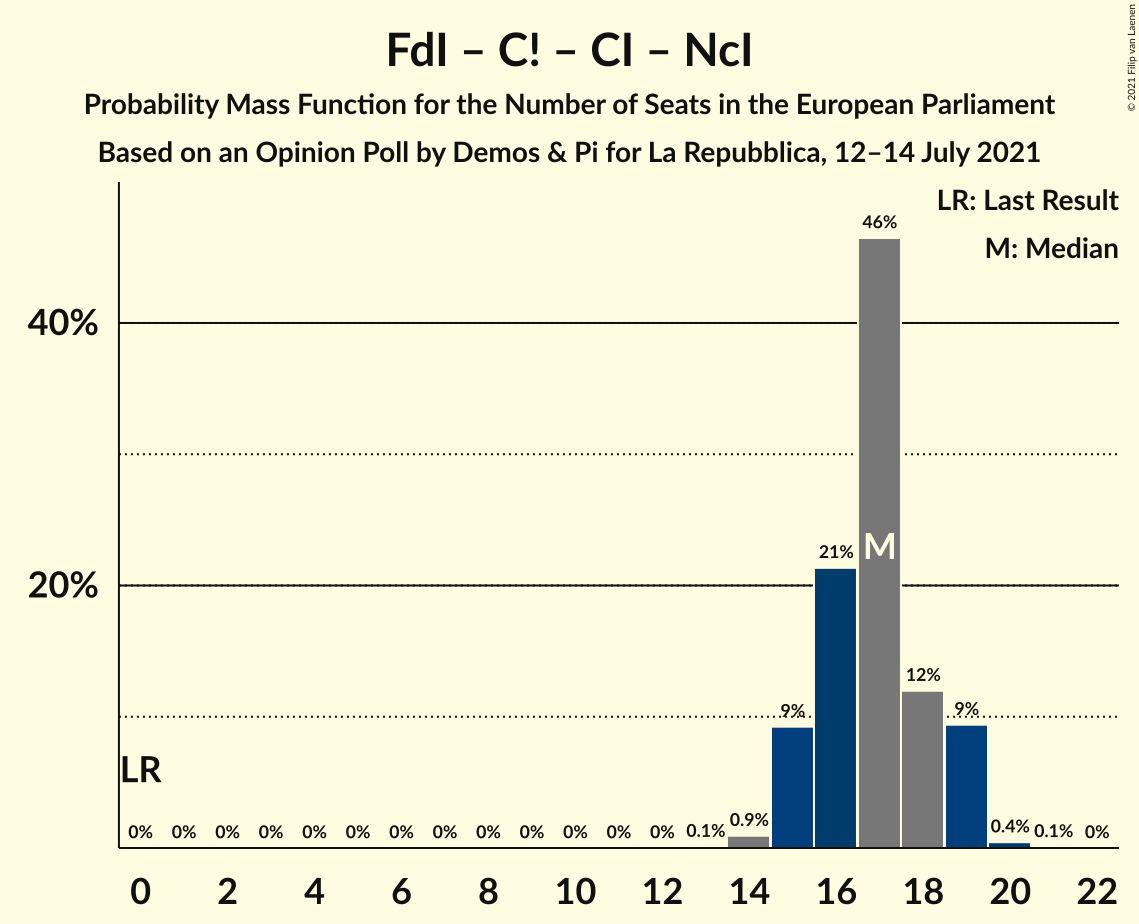 FdI – C! – CI – NcI
Probability Mass Function for the Number of Seats in the European Parliament
Based on an Opinion Poll by Demos & Pi for La Repubblica, 12–14 July 2021
© 2021 Filip van Laenen
LR: Last Result
M: Median
46%
40%
M
21%
20%
12%
9%
9%
LR
0%
0%
0%
0%
0%
0%
0%
0%
0%
0%
0%
0%
0%
0.1%
0.9%
0.4%
0.1%
0%
0 2 4 6 8 10 12 14 16 18 20 22